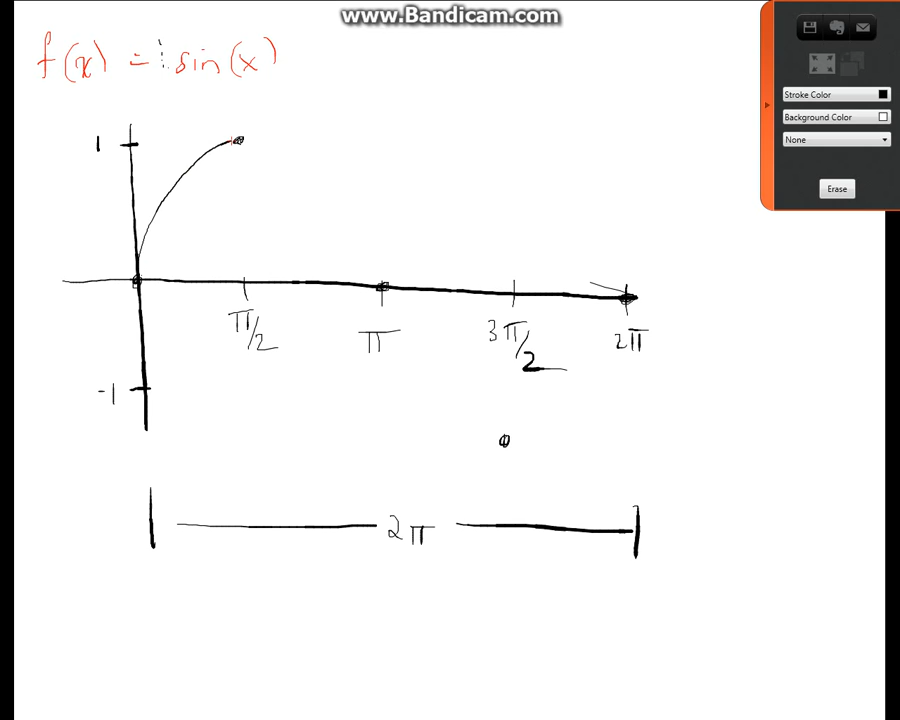 www.Bandicam.com
f(x) = sin(x)
Stroke Color
Background Color
None
Erase
1
π/2
π
3π/2
2π
-1
2π